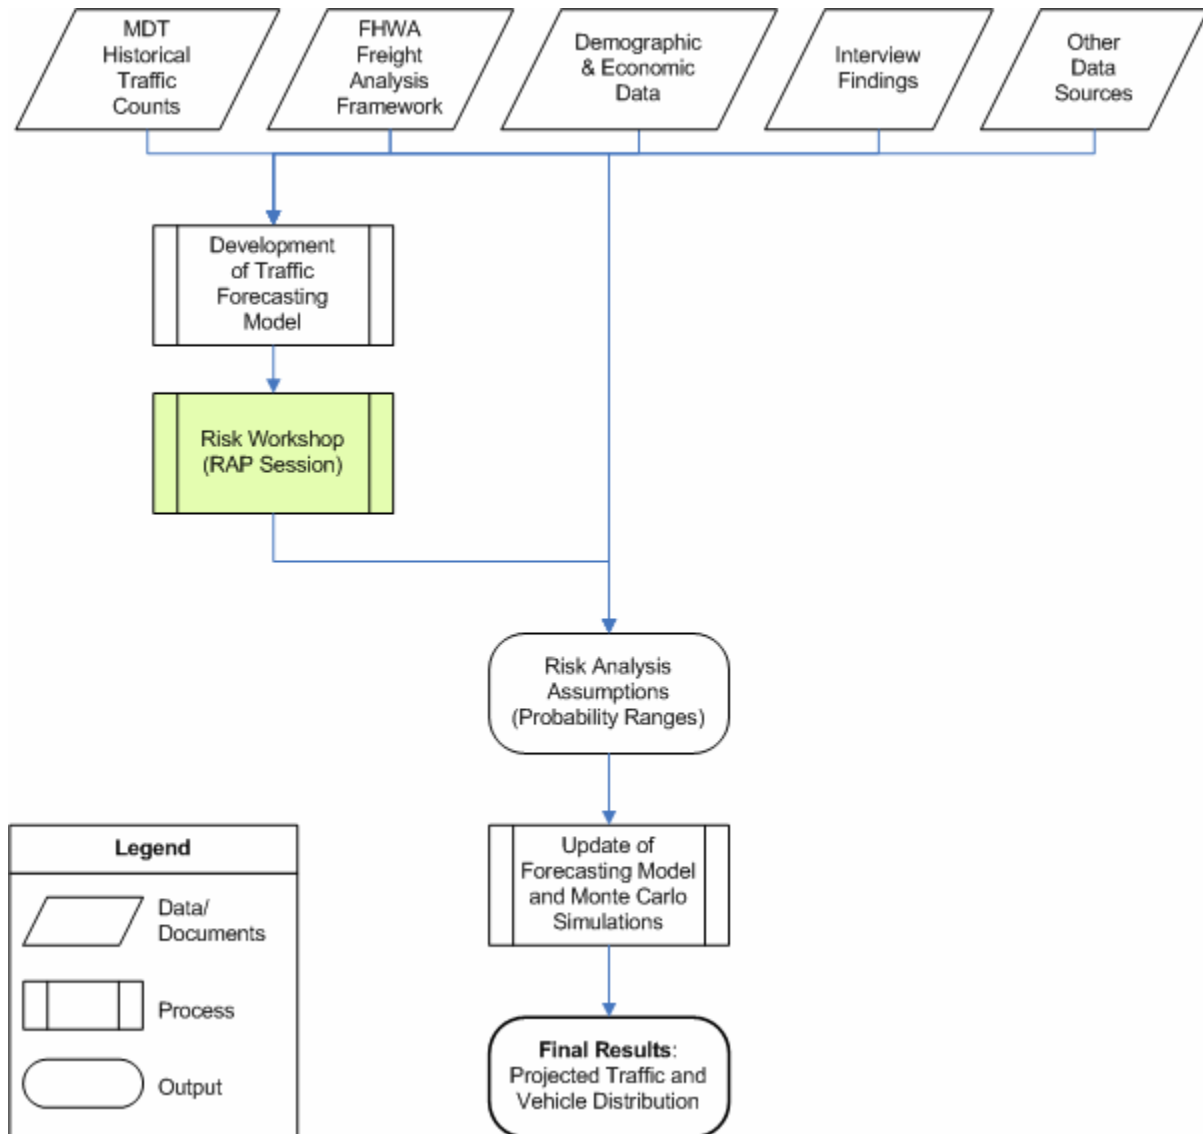 MDT
Historical
Traffic
Counts
FHWA
Freight
Analysis
Framework
Demographic
& Economic
Data
Interview
Findings
Other
Data
Sources
Development
of Traffic
Forecasting
Model
Risk Workshop
(RAP Session)
Risk Analysis
Assumptions
(Probability Ranges)
Update of
Forecasting Model
and Monte Carlo
Simulations
Final Results:
Projected Traffic and
Vehicle Distribution
Legend
Data/
Documents
Process
Output